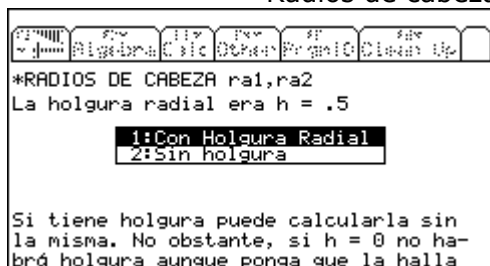 Radios de cabeza
Algebra Calc Other PrgmIO Clean Up
*RADIOS DE CABEZA ra1,ra2
La holgura radial era h = .5
1:Con Holgura Radial
2:Sin holgura
Si tiene holgura puede calcularla sin
la misma. No obstante, si h = 0 no ha-
brá holgura aunque ponga que la halla